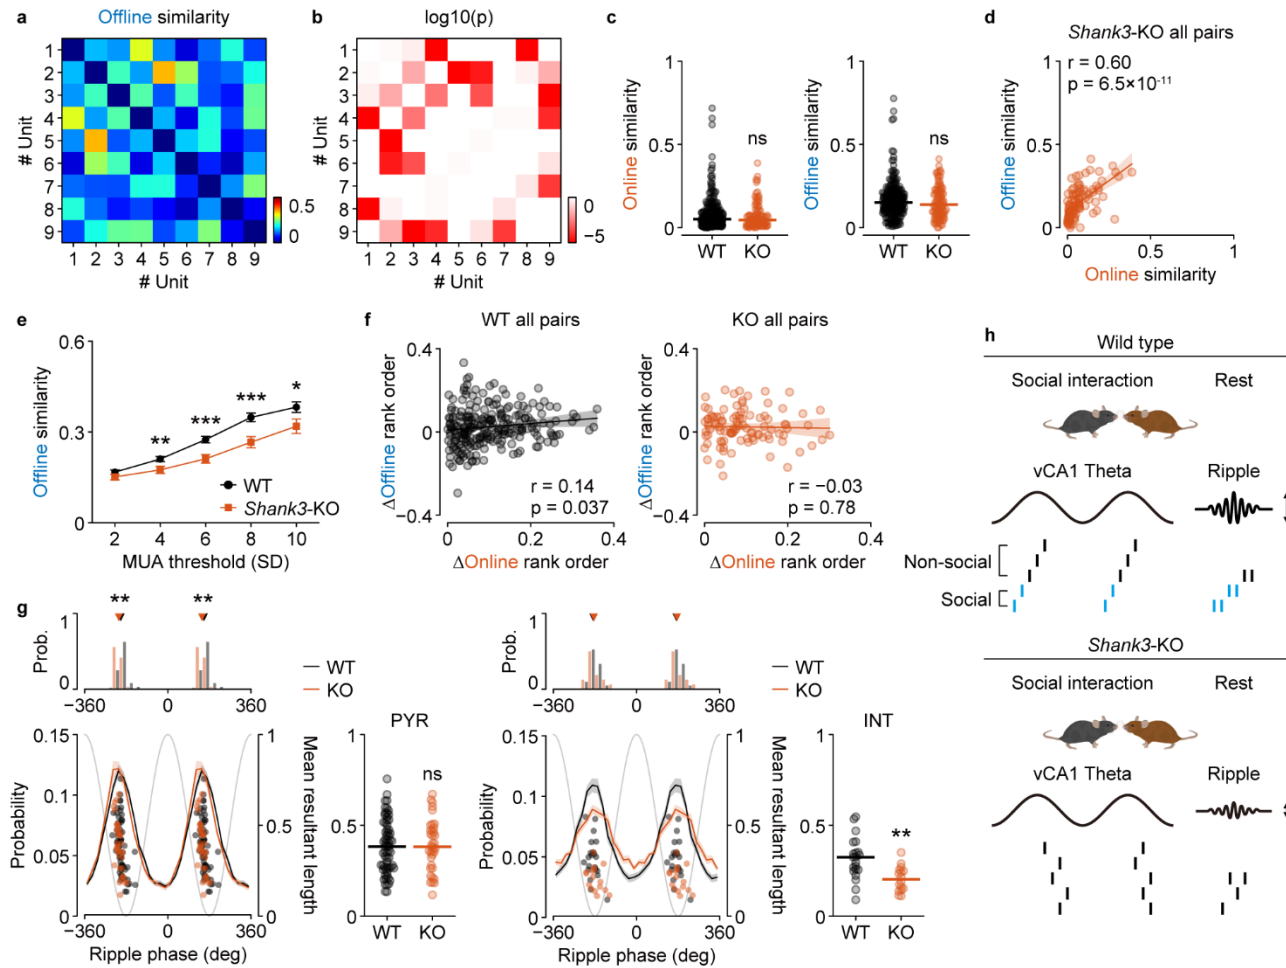 a
Offline similarity
# Unit
1
2
3
4
5
6
7
8
9
1 2 3 4 5 6 7 8 9
# Unit
0.5
0
b
log10(p)
# Unit
1
2
3
4
5
6
7
8
9
1 2 3 4 5 6 7 8 9
# Unit
0
−5
c
Online similarity
1
0.5
0
ns
WT KO
Offline similarity
1
0.5
0
ns
WT KO
d
Shank3-KO all pairs
r = 0.60
p = 6.5×10-11
Offline similarity
1
0.5
0
0 0.5 1
Online similarity
e
Offline similarity
0.6
0.3
0
** *** *** *
WT
Shank3-KO
2 4 6 8 10
MUA threshold (SD)
f
WT all pairs
ΔOffline rank order
0.4
0
−0.4
r = 0.14
p = 0.037
0 0.2 0.4
ΔOnline rank order
KO all pairs
ΔOffline rank order
0.4
0
−0.4
r = −0.03
p = 0.78
0 0.2 0.4
ΔOnline rank order
g
** **
Prob.
1
0
−360 0 360
WT
KO
Probability
0.15
0.1
0.05
0
−360 0 360
Ripple phase (deg)
1
0.5
0
Mean resultant length
PYR
1
0.5
0
ns
WT KO
Prob.
1
0
−360 0 360
WT
KO
Probability
0.15
0.1
0.05
0
−360 0 360
Ripple phase (deg)
1
0.5
0
Mean resultant length
INT
1
0.5
0
**
WT KO
h
Wild type
Social interaction Rest
vCA1 Theta Ripple
Non-social
Social
Shank3-KO
Social interaction Rest
vCA1 Theta Ripple